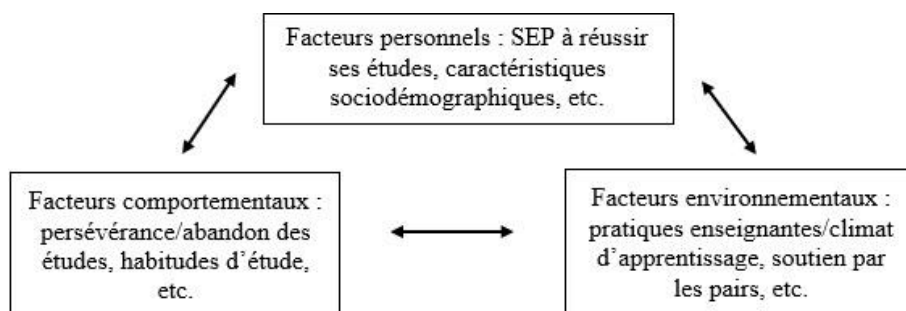 Facteurs personnels : SEP à réussir
ses études, caractéristiques
sociodémographiques, etc.
Facteurs comportementaux :
persévérance/abandon des
études, habitudes d’étude,
etc.
Facteurs environnementaux :
pratiques enseignantes/climat
d’apprentissage, soutien par
les pairs, etc.